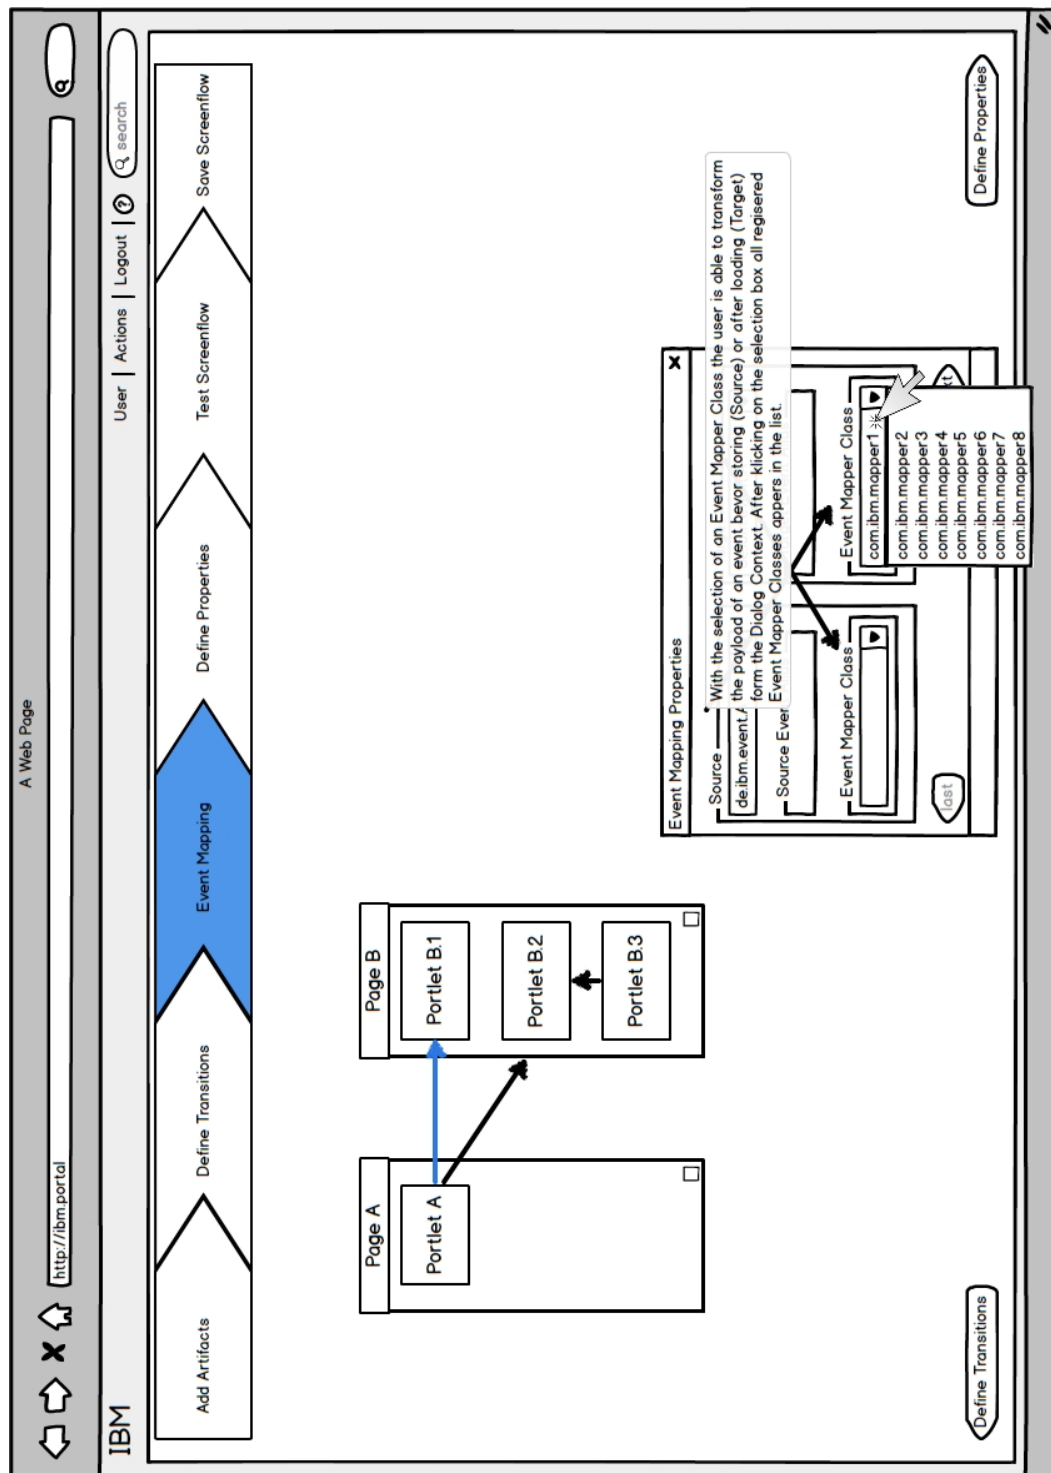 A Web Page
http://ibm.portal
IBM
User | Actions | Logout | ?
search
Add Artifacts
Define Transitions
Event Mapping
Define Properties
Test Screenflow
Save Screenflow
Page A
Portlet A
Page B
Portlet B.1
Portlet B.2
Portlet B.3
Event Mapping Properties
Source
de.ibm.event.
With the selection of an Event Mapper Class the user is able to transform
the payload of an event bevor storing (Source) or after loading (Target)
form the Dialog Context. After klicking on the selection box all regisered
Event Mapper Classes appers in the list.
Source Even
Event Mapper Class
Event Mapper Class
com.ibm.mapper1
com.ibm.mapper2
com.ibm.mapper3
com.ibm.mapper4
com.ibm.mapper5
com.ibm.mapper6
com.ibm.mapper7
com.ibm.mapper8
last
Define Transitions
Define Properties